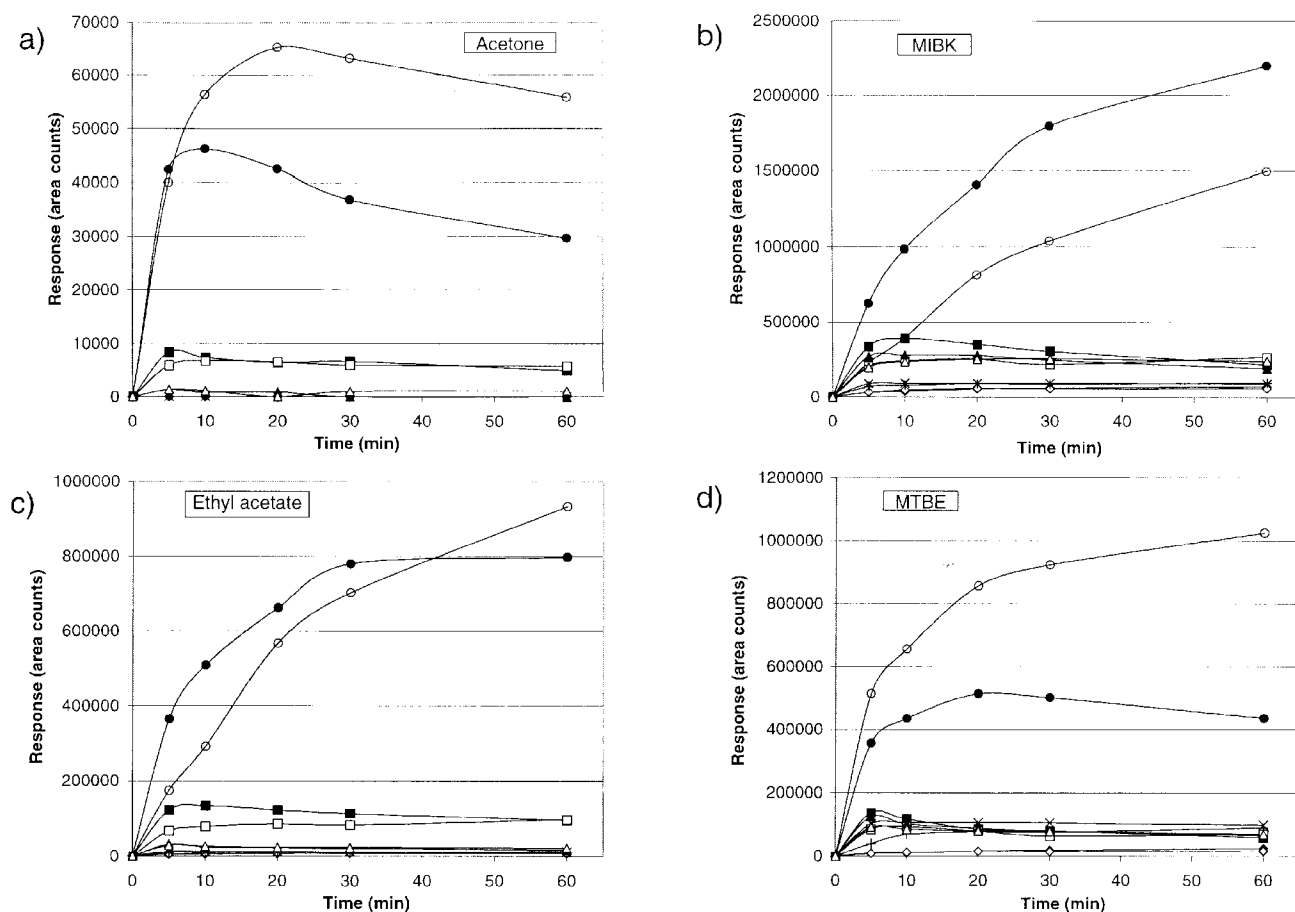 a)
Acetone
Response (area counts)
70000
60000
50000
40000
30000
20000
10000
0
0 10 20 30 40 50 60
Time (min)
b)
MIBK
Response (area counts)
2500000
2000000
1500000
1000000
500000
0
0 10 20 30 40 50 60
Time (min)
c)
Ethyl acetate
Response (area counts)
1000000
800000
600000
400000
200000
0
0 10 20 30 40 50 60
Time (min)
d)
MTBE
Response (area counts)
1200000
1000000
800000
600000
400000
200000
0
0 10 20 30 40 50 60
Time (min)